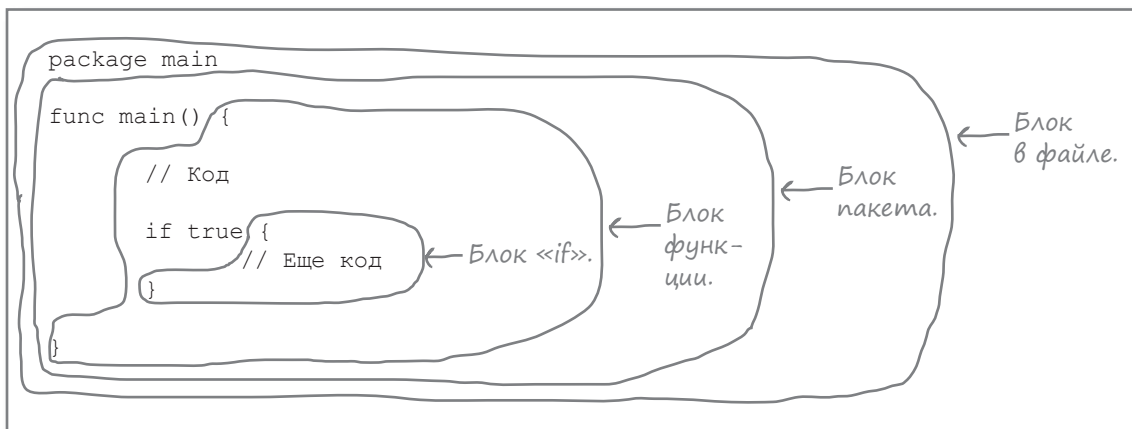 package main
func main() {
// Код
if true {
// Еще код
}
}
Блок «if».
Блок
функ-
ции.
Блок
пакета.
Блок
в файле.